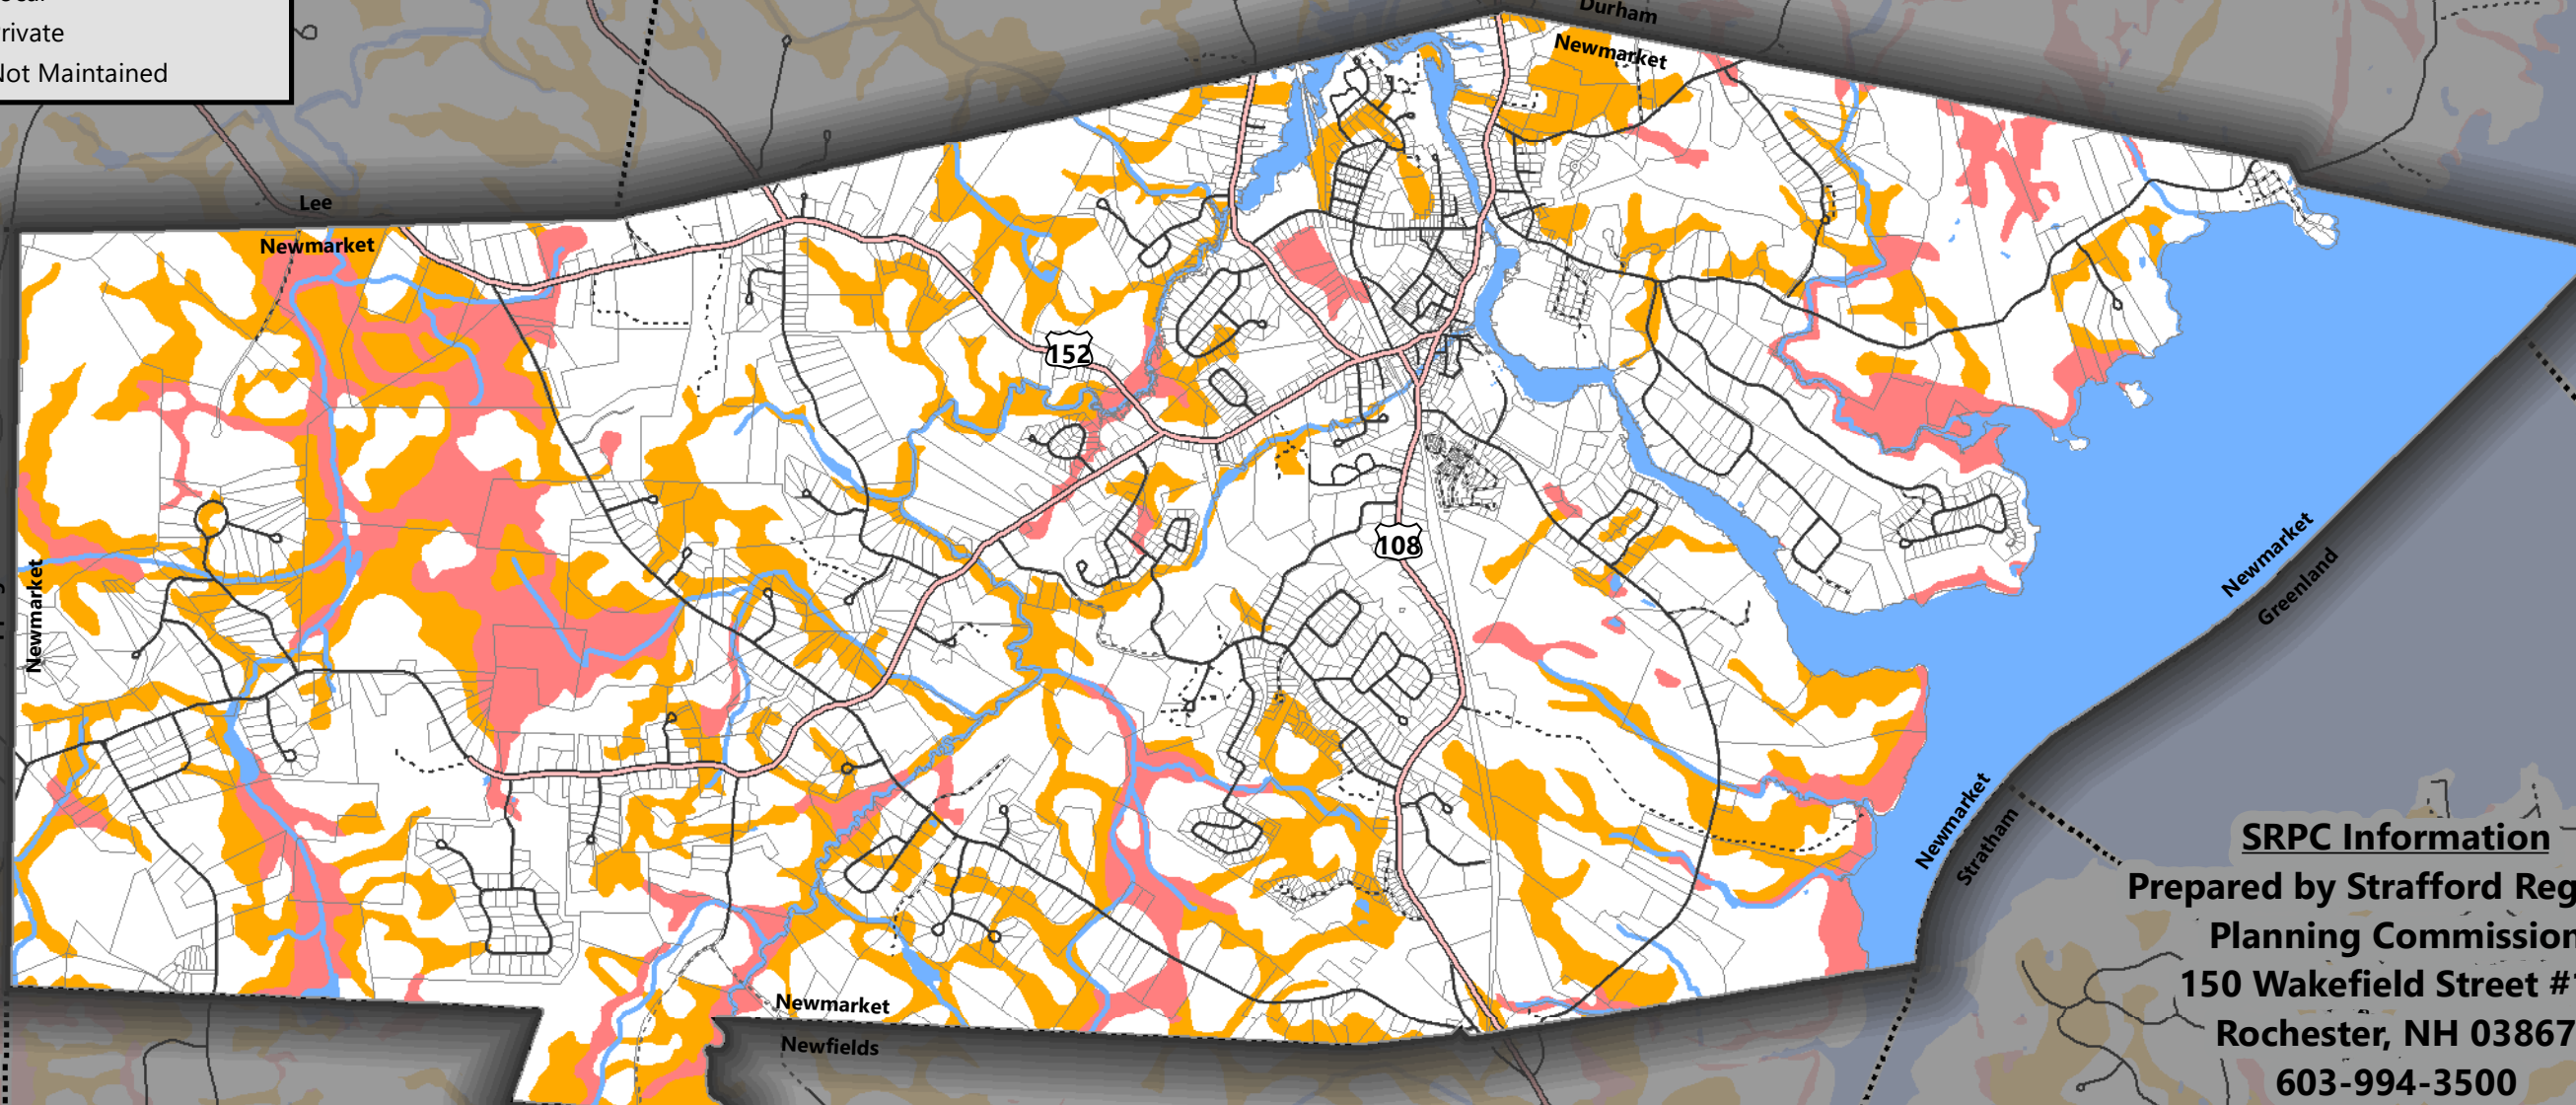 Private
Not Maintained
Durham
Newmarket
Lee
Newmarket
152
108
Newmarket
Newmarket
Greenland
Newmarket
Stratham
Newmarket
Newfields
SRPC Information
Prepared by Strafford Reg
Planning Commission
150 Wakefield Street #
Rochester, NH 03867
603-994-3500